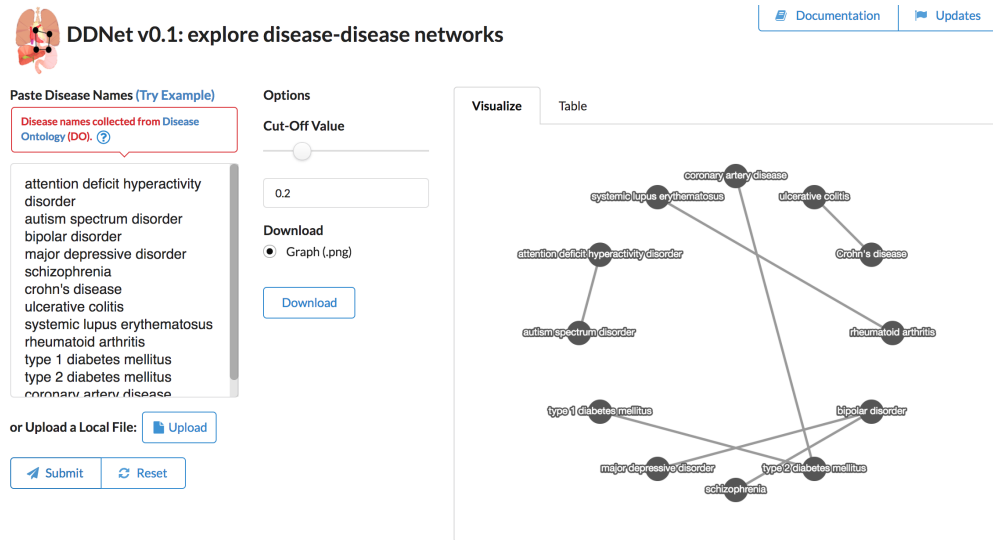 DDNet v0.1: explore disease-disease networks
Documentation
Updates
Paste Disease Names (Try Example)
Disease names collected from Disease
Ontology (DO). ?
attention deficit hyperactivity
disorder
autism spectrum disorder
bipolar disorder
major depressive disorder
schizophrenia
crohn's disease
ulcerative colitis
systemic lupus erythematosus
rheumatoid arthritis
type 1 diabetes mellitus
type 2 diabetes mellitus
coronary artery disease
or Upload a Local File:
Upload
Submit
Reset
Options
Cut-Off Value
0.2
Download
Graph (.png)
Download
Visualize
Table
coronary artery disease
systemic lupus erythematosus
ulcerative colitis
attention deficit hyperactivity disorder
Crohn's disease
autism spectrum disorder
rheumatoid arthritis
type 1 diabetes mellitus
bipolar disorder
major depressive disorder
type 2 diabetes mellitus
schizophrenia